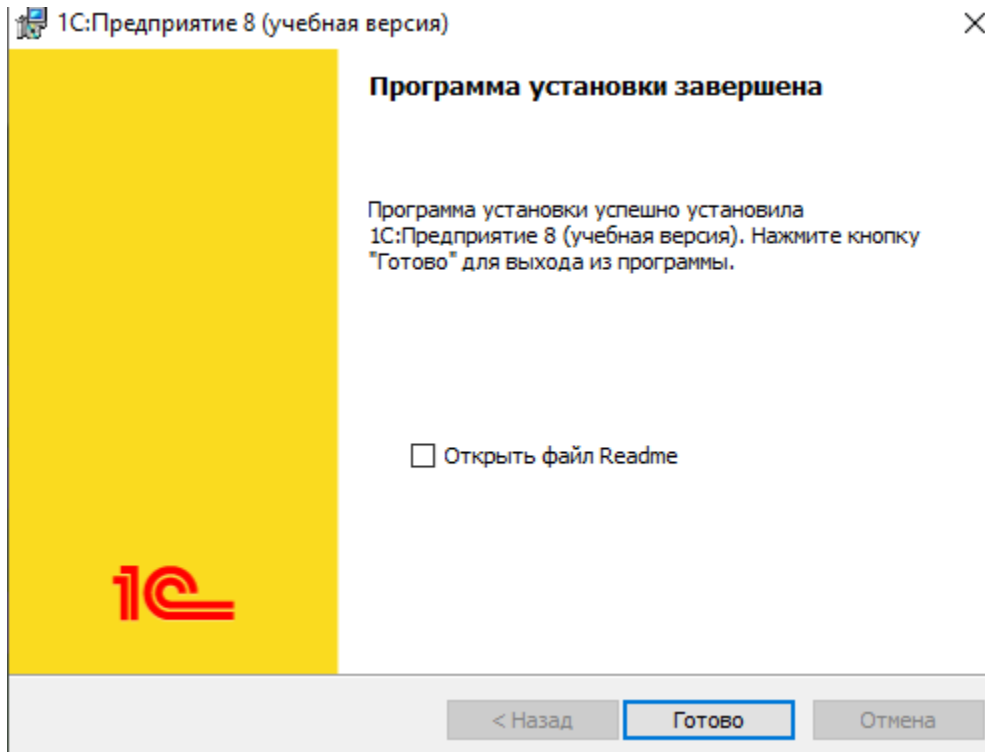 1С:Предприятие 8 (учебная версия)
Программа установки завершена
Программа установки успешно установила
1С:Предприятие 8 (учебная версия). Нажмите кнопку
"Готово" для выхода из программы.
Открыть файл Readme
1С
< Назад
Готово
Отмена